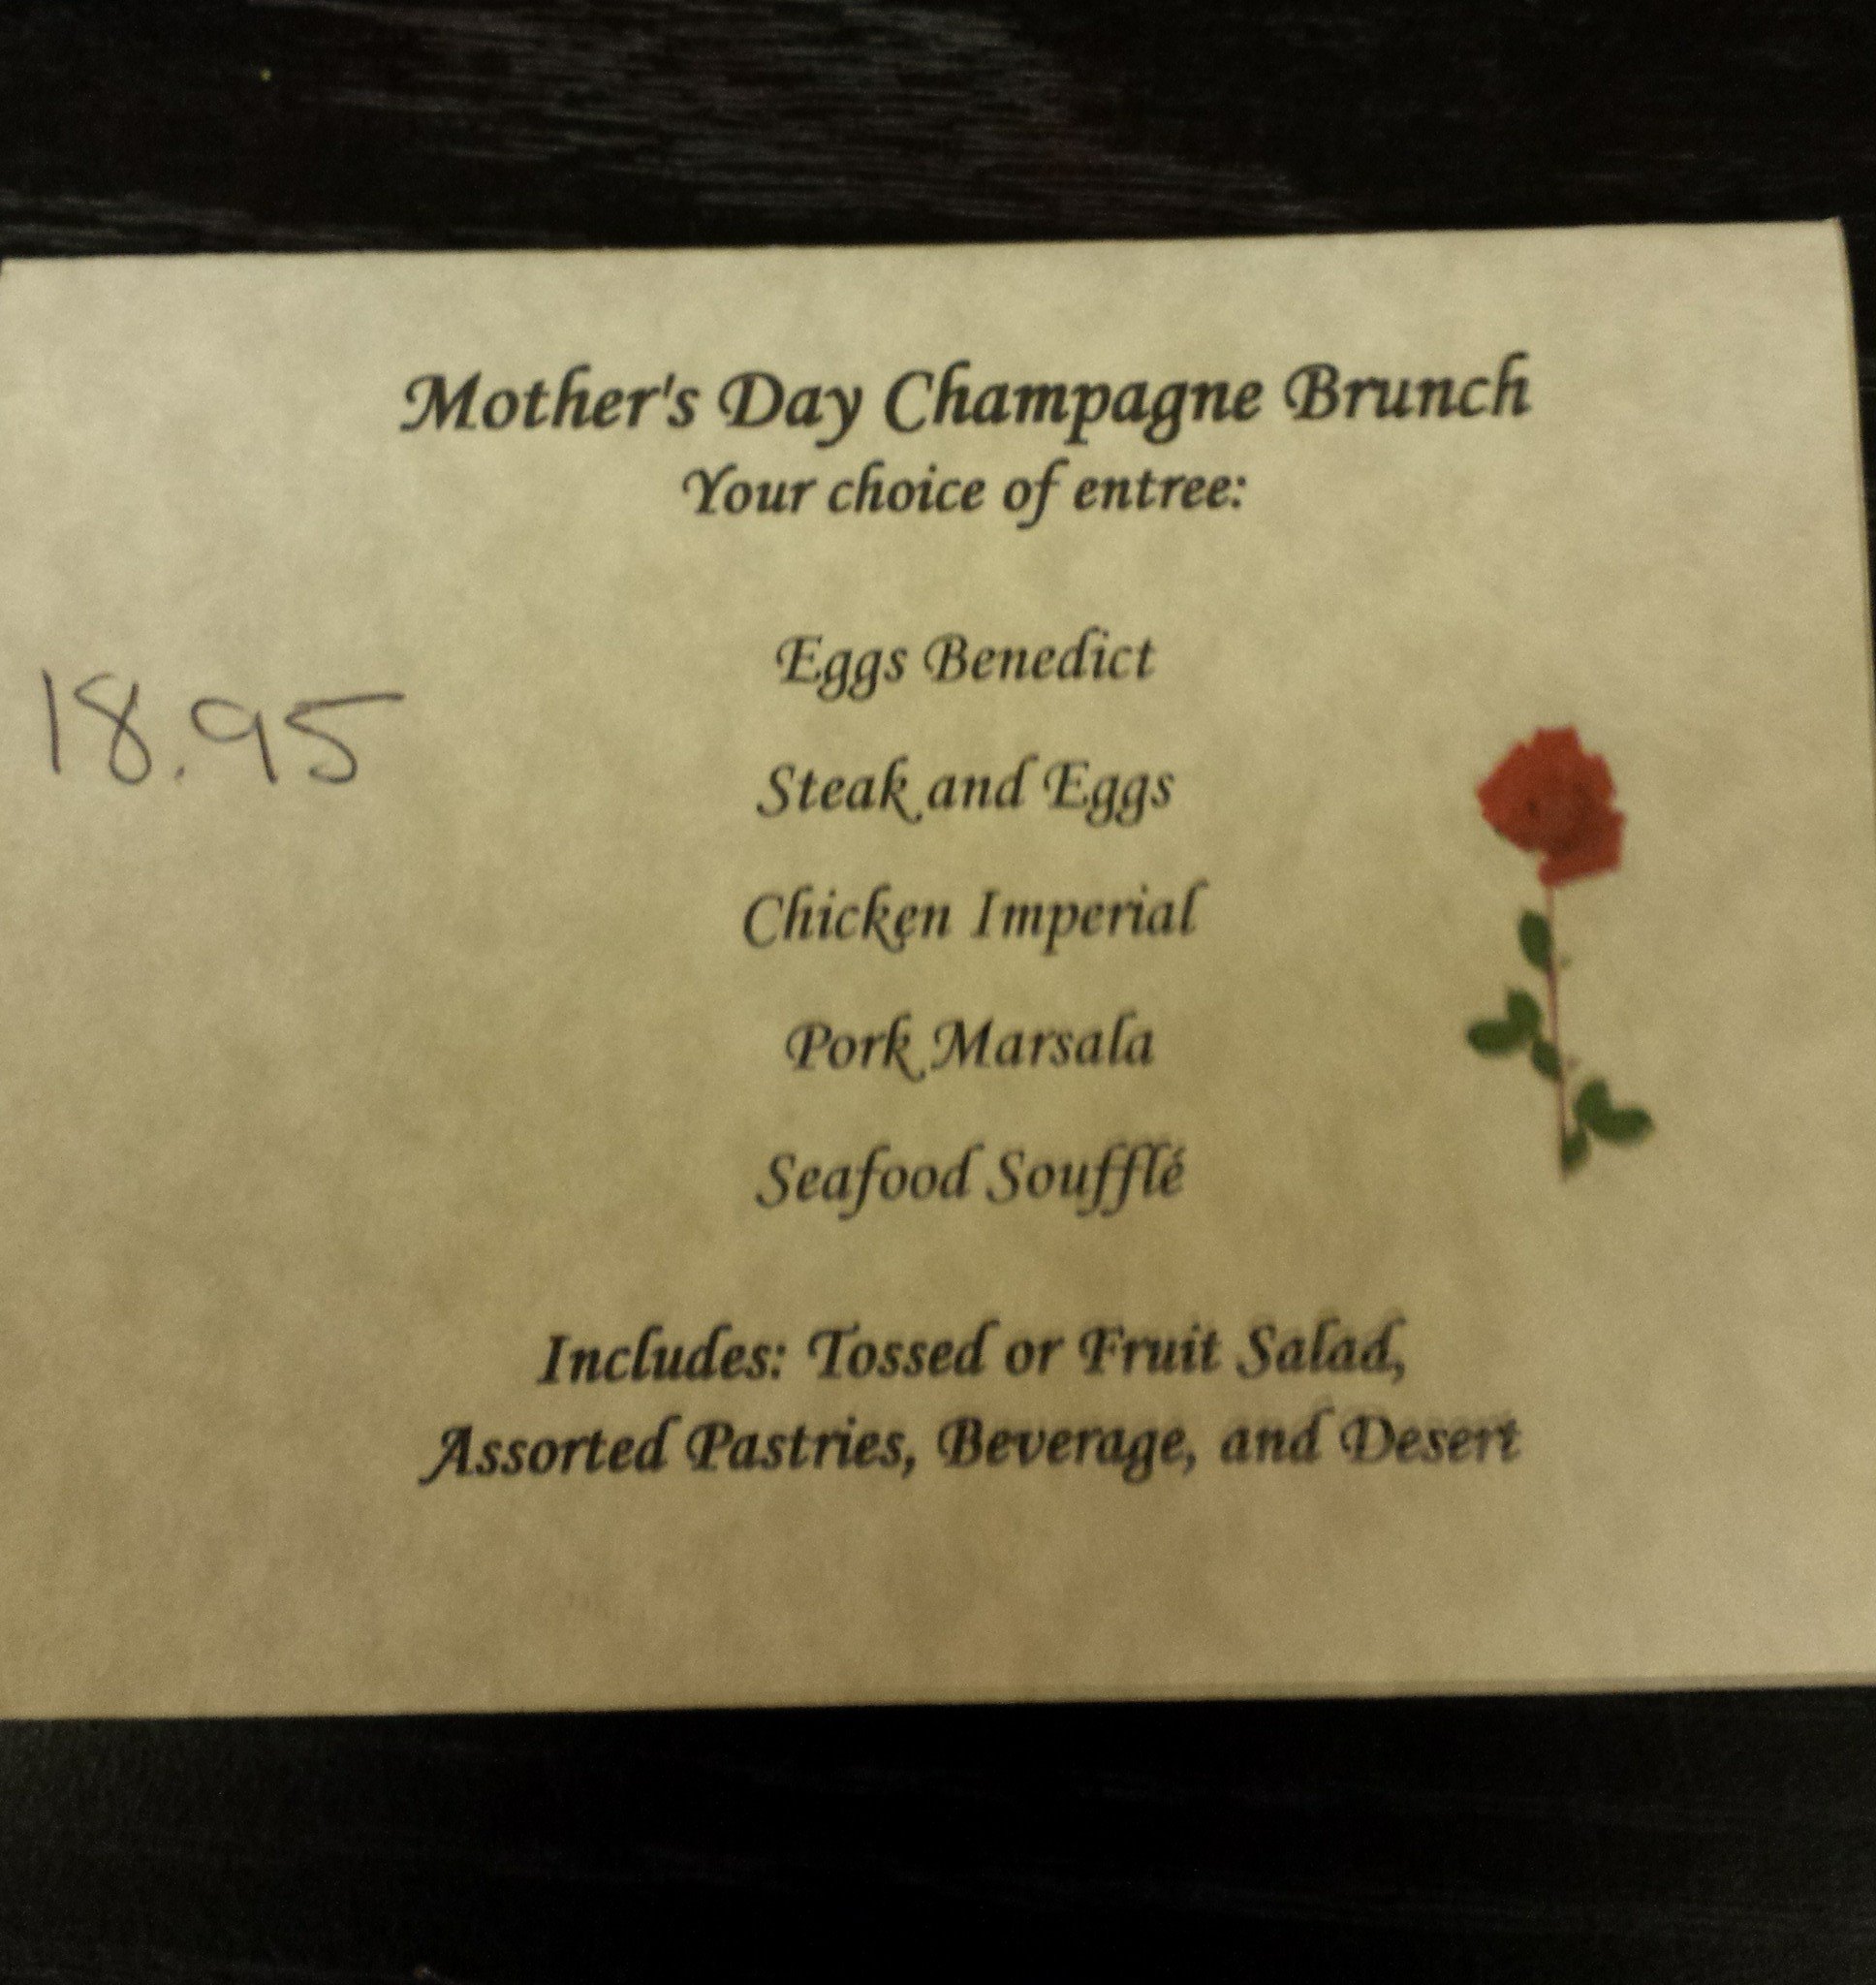 Mother's Day Champagne Brunch
Your choice of entree:
Eggs Benedict
18.95
Steak and Eggs
Chicken Imperial
Pork Marsala
Seafood Soufflé
Includes: Tossed or Fruit Salad,
Assorted Pastries, Beverage, and Desert